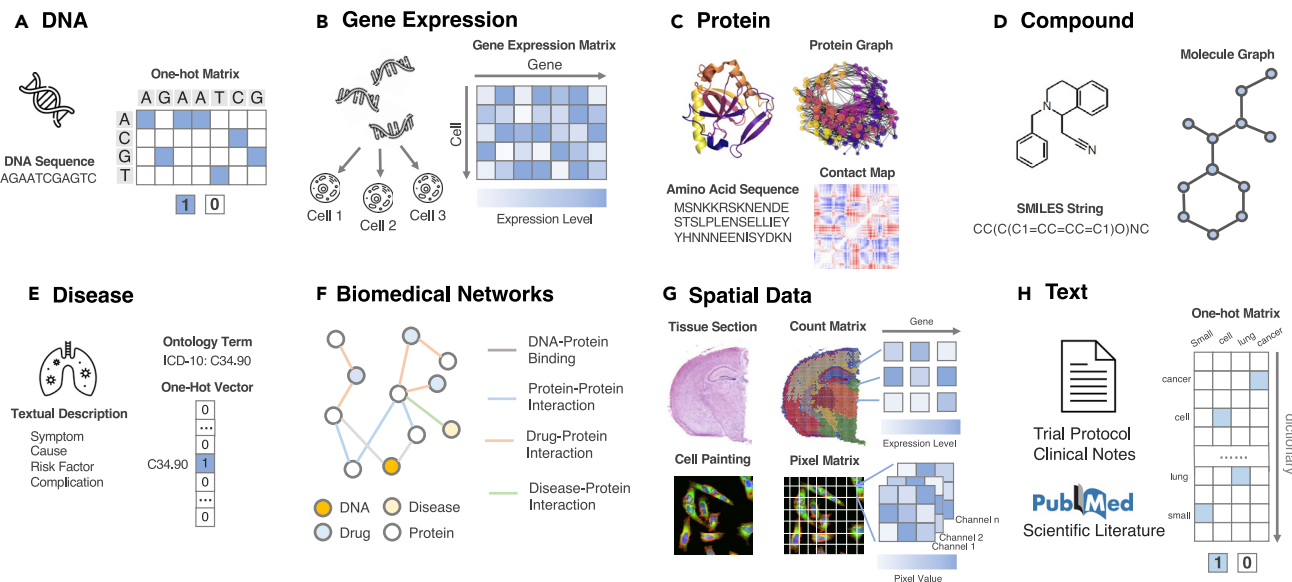 A DNA
One-hot Matrix
A G A A T C G
A
C
G
T
DNA Sequence
AGAATCGAGTC
1 0
B Gene Expression
Gene Expression Matrix
Gene
Cell
Cell 1
Cell 2
Cell 3
Expression Level
C Protein
Protein Graph
Amino Acid Sequence
MSNKKRSKNENDE
STSLPLENSELLIEY
YHNNNEENISYDKN
Contact Map
D Compound
Molecule Graph
N
N
SMILES String
CC(C(C1=CC=CC=C1)O)NC
E Disease
Ontology Term
ICD-10: C34.90
One-Hot Vector
Textual Description
Symptom
Cause
Risk Factor
Complication
0
...
0
C34.90 1
0
...
0
F Biomedical Networks
DNA-Protein
Binding
Protein-Protein
Interaction
Drug-Protein
Interaction
Disease-Protein
Interaction
DNA
Disease
Drug
Protein
G Spatial Data
Tissue Section
Count Matrix
Gene
Expression Level
Cell Painting
Pixel Matrix
Channel n
Channel 2
Channel 1
Pixel Value
H Text
One-hot Matrix
Small cell lung cancer
cancer
cell
......
lung
small
dictionary
Trial Protocol
Clinical Notes
PubMed
Scientific Literature
1 0